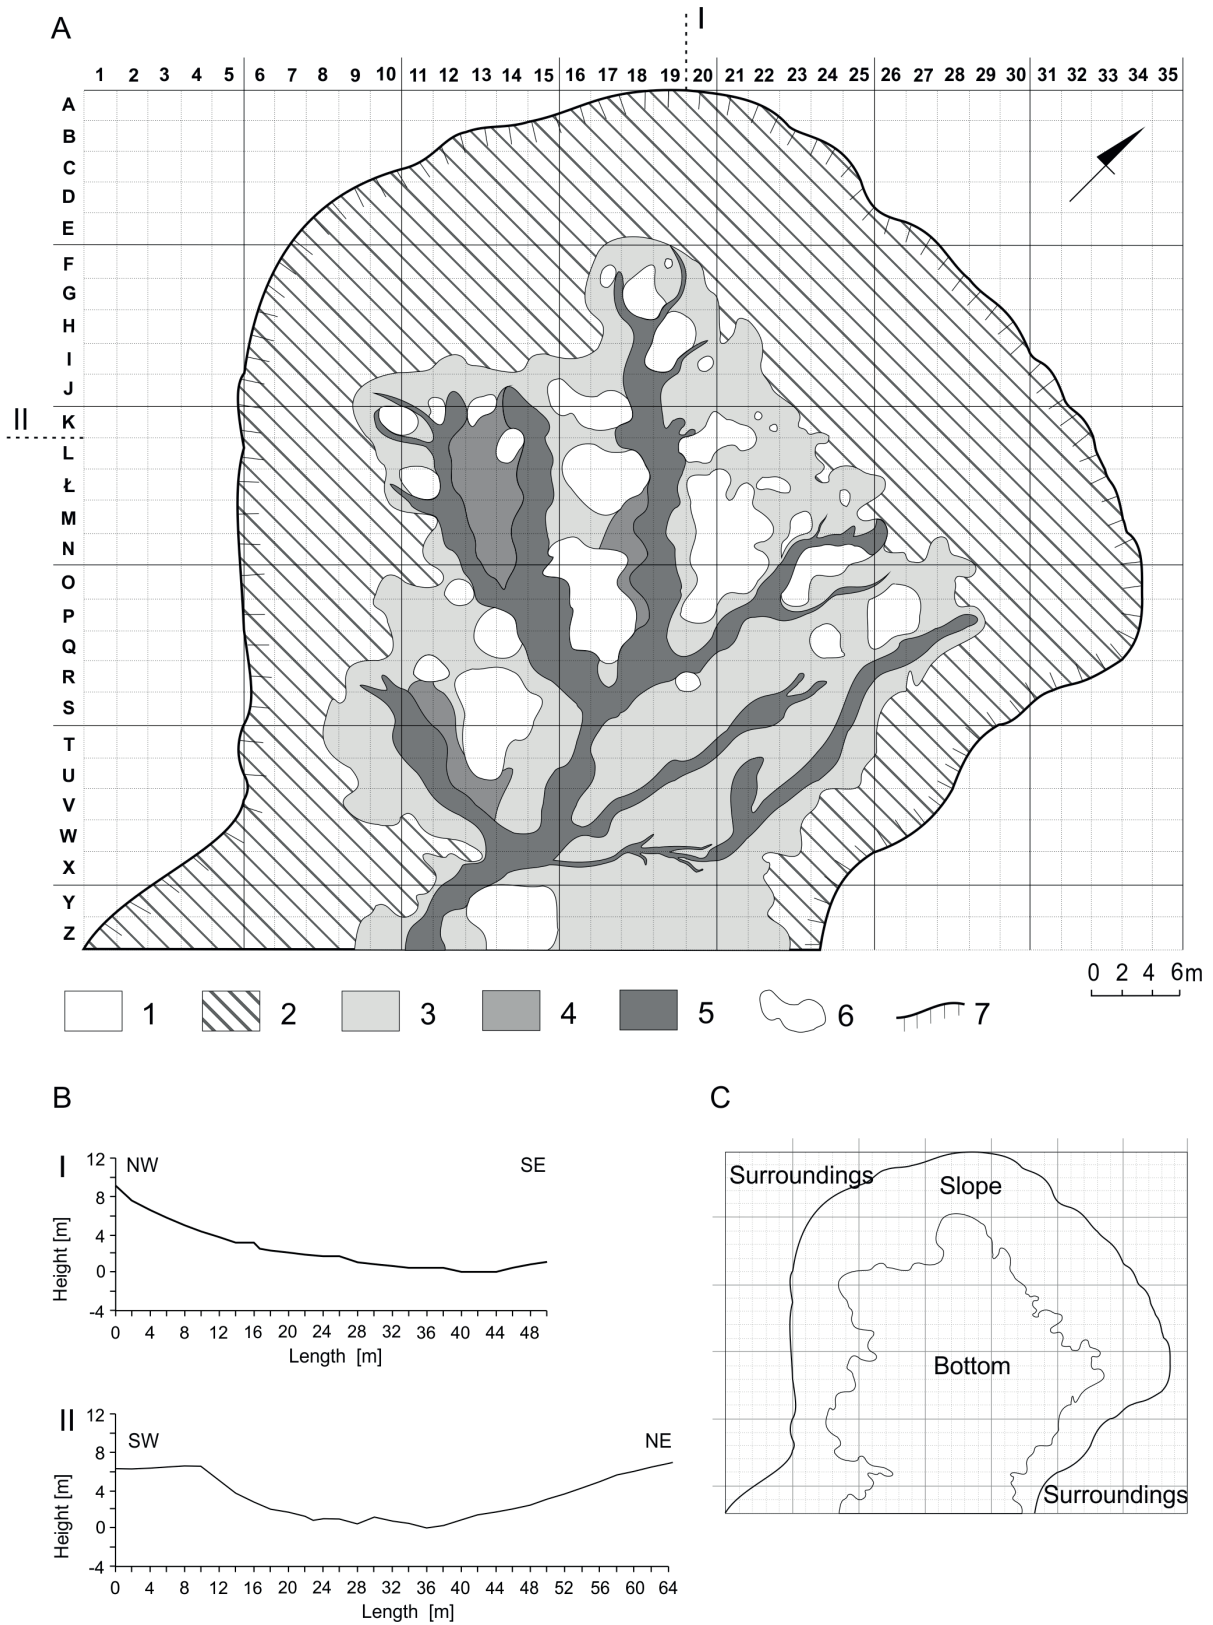 A
I
1 2 3 4 5 6 7 8 9 10 11 12 13 14 15 16 17 18 19 20 21 22 23 24 25 26 27 28 29 30 31 32 33 34 35
A
B
C
D
E
F
G
H
I
J
II
K
L
Ł
M
N
O
P
Q
R
S
T
U
V
W
X
Y
Z
0 2 4 6m
1 2 3 4 5 6 7
B
I
NW SE
12
8
4
0
-4
Height [m]
0 4 8 12 16 20 24 28 32 36 40 44 48
Length [m]
II
SW NE
12
8
4
0
-4
Height [m]
0 4 8 12 16 20 24 28 32 36 40 44 48 52 56 60 64
Length [m]
C
Surroundings
Slope
Bottom
Surroundings